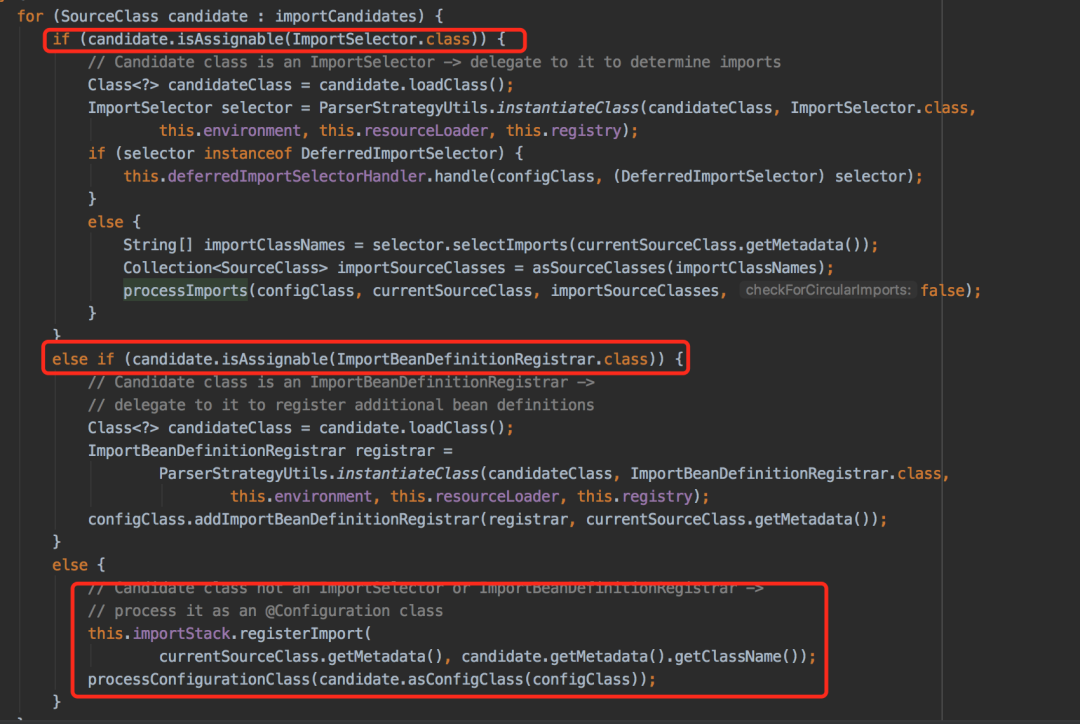 for (SourceClass candidate : importCandidates) {
if (candidate.isAssignable(ImportSelector.class)) {
// Candidate class is an ImportSelector -> delegate to it to determine imports
Class<?> candidateClass = candidate.loadClass();
ImportSelector selector = ParserStrategyUtils.instantiateClass(candidateClass, ImportSelector.class,
this.environment, this.resourceLoader, this.registry);
if (selector instanceof DeferredImportSelector) {
this.deferredImportSelectorHandler.handle(configClass, (DeferredImportSelector) selector);
}
else {
String[] importClassNames = selector.selectImports(currentSourceClass.getMetadata());
Collection<SourceClass> importSourceClasses = asSourceClasses(importClassNames);
processImports(configClass, currentSourceClass, importSourceClasses, checkForCircularImports: false);
}
}
else if (candidate.isAssignable(ImportBeanDefinitionRegistrar.class)) {
// Candidate class is an ImportBeanDefinitionRegistrar ->
// delegate to it to register additional bean definitions
Class<?> candidateClass = candidate.loadClass();
ImportBeanDefinitionRegistrar registrar =
ParserStrategyUtils.instantiateClass(candidateClass, ImportBeanDefinitionRegistrar.class,
this.environment, this.resourceLoader, this.registry);
configClass.addImportBeanDefinitionRegistrar(registrar, currentSourceClass.getMetadata());
}
else {
// Candidate class not an ImportSelector or ImportBeanDefinitionRegistrar ->
// process it as an @Configuration class
this.importStack.registerImport(
currentSourceClass.getMetadata(), candidate.getMetadata().getClassName());
processConfigurationClass(candidate.asConfigClass(configClass));
}